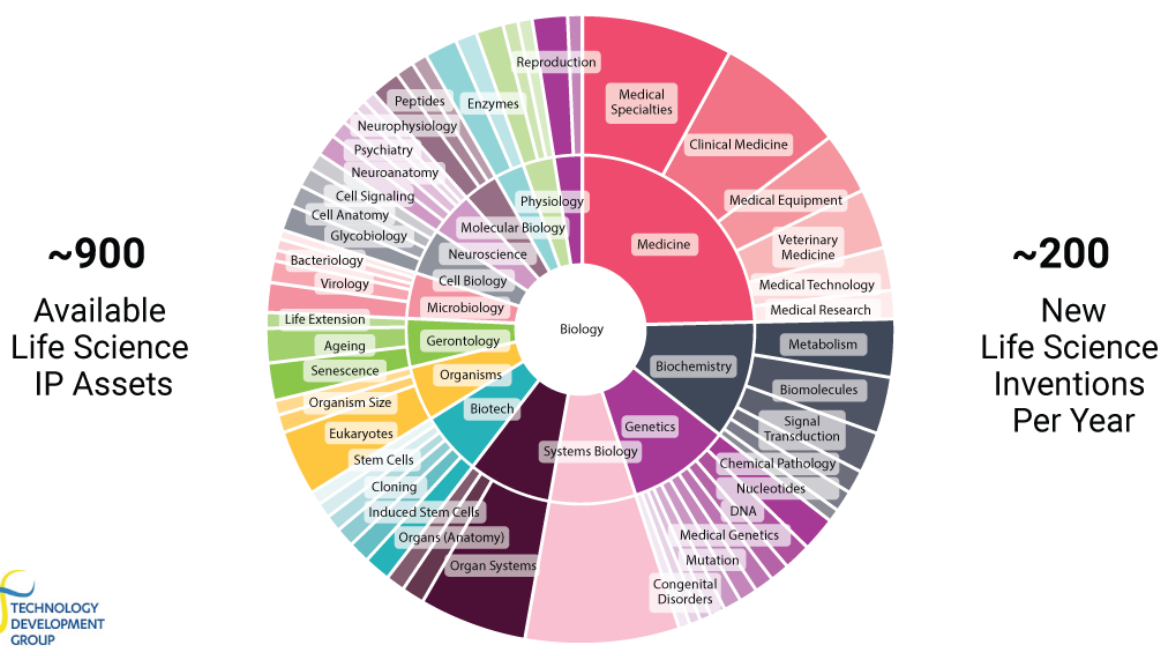 ~900
Available
Life Science
IP Assets
Reproduction
Peptides
Enzymes
Neurophysiology
Psychiatry
Neuroanatomy
Cell Signaling
Cell Anatomy
Glycobiology
Bacteriology
Virology
Life Extension
Ageing
Senescence
Organism Size
Eukaryotes
Stem Cells
Cloning
Induced Stem Cells
Organs (Anatomy)
Organ Systems
Physiology
Molecular Biology
Neuroscience
Cell Biology
Microbiology
Gerontology
Organisms
Biotech
Systems Biology
Genetics
Biochemistry
Medicine
Biology
Medical
Specialties
Clinical Medicine
Medical Equipment
Veterinary
Medicine
Medical Technology
Medical Research
Metabolism
Biomolecules
Signal
Transduction
Chemical Pathology
Nucleotides
DNA
Medical Genetics
Mutation
Congenital
Disorders
~200
New
Life Science
Inventions
Per Year
TECHNOLOGY
DEVELOPMENT
GROUP